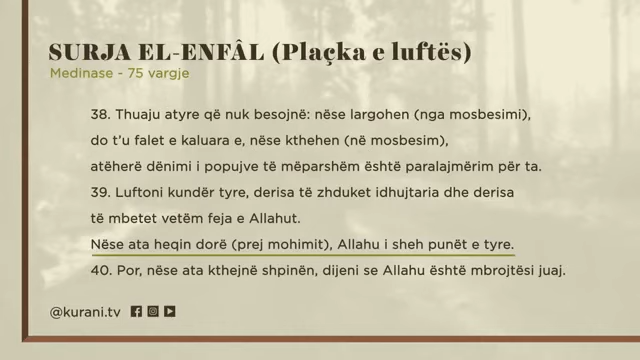 SURJA EL-ENFÂL (Plaçka e luftës)
Medinase - 75 vargje
38. Thuaju atyre që nuk besojnë: nëse largohen (nga mosbesimi),
do t'u falet e kaluara e, nëse kthehen (në mosbesim),
atëherë dënimi i popujve të mëparshëm është paralajmërim për ta.
39. Luftoni kundër tyre, derisa të zhduket idhujtaria dhe derisa
të mbetet vetëm feja e Allahut.
Nëse ata heqin dorë (prej mohimit), Allahu i sheh punët e tyre.
40. Por, nëse ata kthejnë shpinën, dijeni se Allahu është mbrojtësi juaj.
@kurani.tv